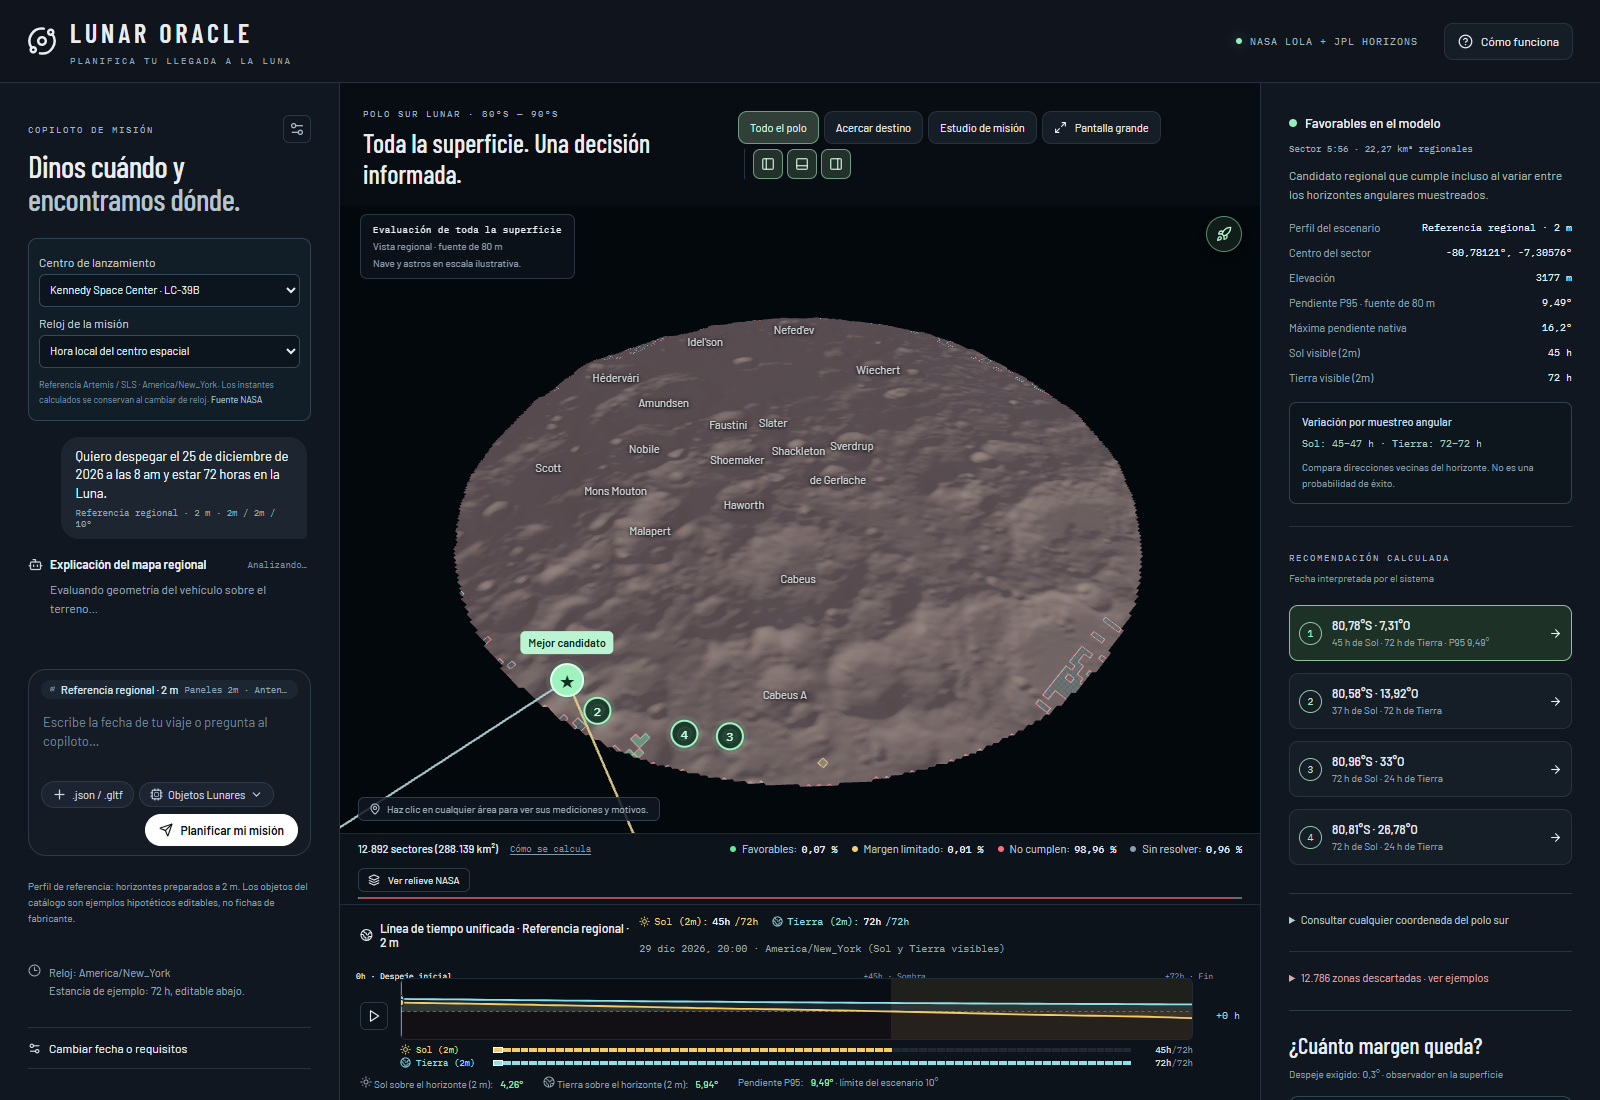 LUNAR ORACLE
PLANIFICA TU LLEGADA A LA LUNA
NASA LOLA + JPL HORIZONS
Cómo funciona
COPILOTO DE MISIÓN
Dinos cuándo y
encontramos dónde.
Centro de lanzamiento
Kennedy Space Center · LC-39B
Reloj de la misión
Hora local del centro espacial
Referencia Artemis / SLS · America/New_York. Los instantes
calculados se conservan al cambiar de reloj. Fuente NASA
Quiero despegar el 25 de diciembre de
2026 a las 8 am y estar 72 horas en la
Luna.
Referencia regional · 2 m · 2m / 2m /
10°
Explicación del mapa regional
Analizando…
Evaluando geometría del vehículo sobre el
terreno…
# Referencia regional · 2 m Paneles 2m · Anten…
Escribe la fecha de tu viaje o pregunta al
copiloto…
.json / .gltf
Objetos Lunares
Planificar mi misión
Perfil de referencia: horizontes preparados a 2 m. Los objetos del
catálogo son ejemplos hipotéticos editables, no fichas de
fabricante.
Reloj: America/New_York
Estancia de ejemplo: 72 h, editable abajo.
Cambiar fecha o requisitos
POLO SUR LUNAR · 80°S — 90°S
Toda la superficie. Una decisión
informada.
Todo el polo
Acercar destino
Estudio de misión
Pantalla grande
Evaluación de toda la superficie
Vista regional · fuente de 80 m
Nave y astros en escala ilustrativa.
Nefed'ev
Idel'son
Wiechert
Hédervári
Amundsen
Faustini
Slater
Nobile
Shackleton
Sverdrup
Shoemaker
Scott
de Gerlache
Mons Mouton
Haworth
Malapert
Cabeus
Cabeus A
Mejor candidato
2
4
3
Haz clic en cualquier área para ver sus mediciones y motivos.
12.892 sectores (288.139 km²)
Cómo se calcula
Favorables: 0,07 %
Margen limitado: 0,01 %
No cumplen: 98,96 %
Sin resolver: 0,96 %
Ver relieve NASA
Línea de tiempo unificada · Referencia regional ·
2 m
Sol (2m): 45h /72h
Tierra (2m): 72h /72h
29 dic 2026, 20:00 · America/New_York (Sol y Tierra visibles)
0h · Despeje inicial
+45h · Sombra
+72h · Fin
+0 h
Sol (2m)
45h/72h
Tierra (2m)
72h/72h
Sol sobre el horizonte (2 m): 4,26°
Tierra sobre el horizonte (2 m): 5,94°
Pendiente P95: 9,49° · límite del escenario 10°
Favorables en el modelo
Sector 5:56 · 22,27 km² regionales
Candidato regional que cumple incluso al variar entre
los horizontes angulares muestreados.
Perfil del escenario
Referencia regional · 2 m
Centro del sector
-80,78121°, -7,30576°
Elevación
3177 m
Pendiente P95 · fuente de 80 m
9,49°
Máxima pendiente nativa
16,2°
Sol visible (2m)
45 h
Tierra visible (2m)
72 h
Variación por muestreo angular
Sol: 45–47 h · Tierra: 72–72 h
Compara direcciones vecinas del horizonte. No es una
probabilidad de éxito.
RECOMENDACIÓN CALCULADA
Fecha interpretada por el sistema
1
80,78°S · 7,31°O
45 h de Sol · 72 h de Tierra · P95 9,49°
2
80,58°S · 13,92°O
37 h de Sol · 72 h de Tierra
3
80,96°S · 33°O
72 h de Sol · 24 h de Tierra
4
80,81°S · 26,78°O
72 h de Sol · 24 h de Tierra
Consultar cualquier coordenada del polo sur
12.786 zonas descartadas · ver ejemplos
¿Cuánto margen queda?
Despeje exigido: 0,3° · observador en la superficie